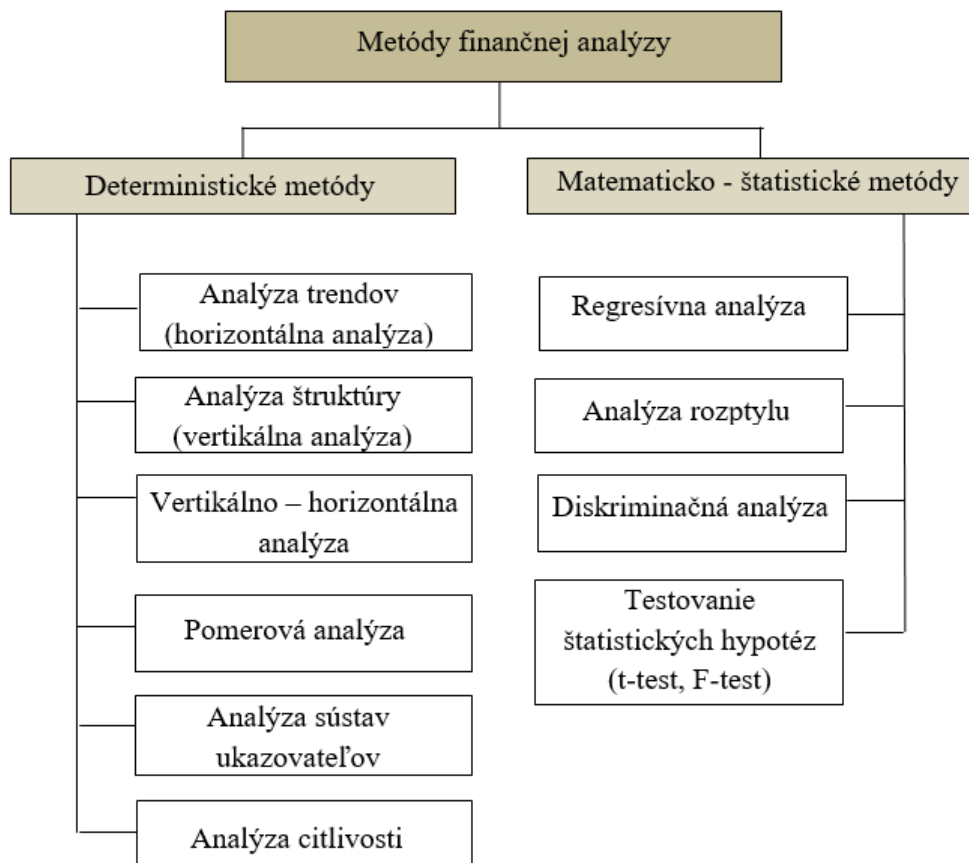 Metódy finančnej analýzy
Deterministické metódy
Analýza trendov
(horizontálna analýza)
Analýza štruktúry
(vertikálna analýza)
Vertikálno – horizontálna
analýza
Pomerová analýza
Analýza sústav
ukazovateľov
Analýza citlivosti
Matematicko - štatistické metódy
Regresívna analýza
Analýza rozptylu
Diskriminačná analýza
Testovanie
štatistických hypotéz
(t-test, F-test)